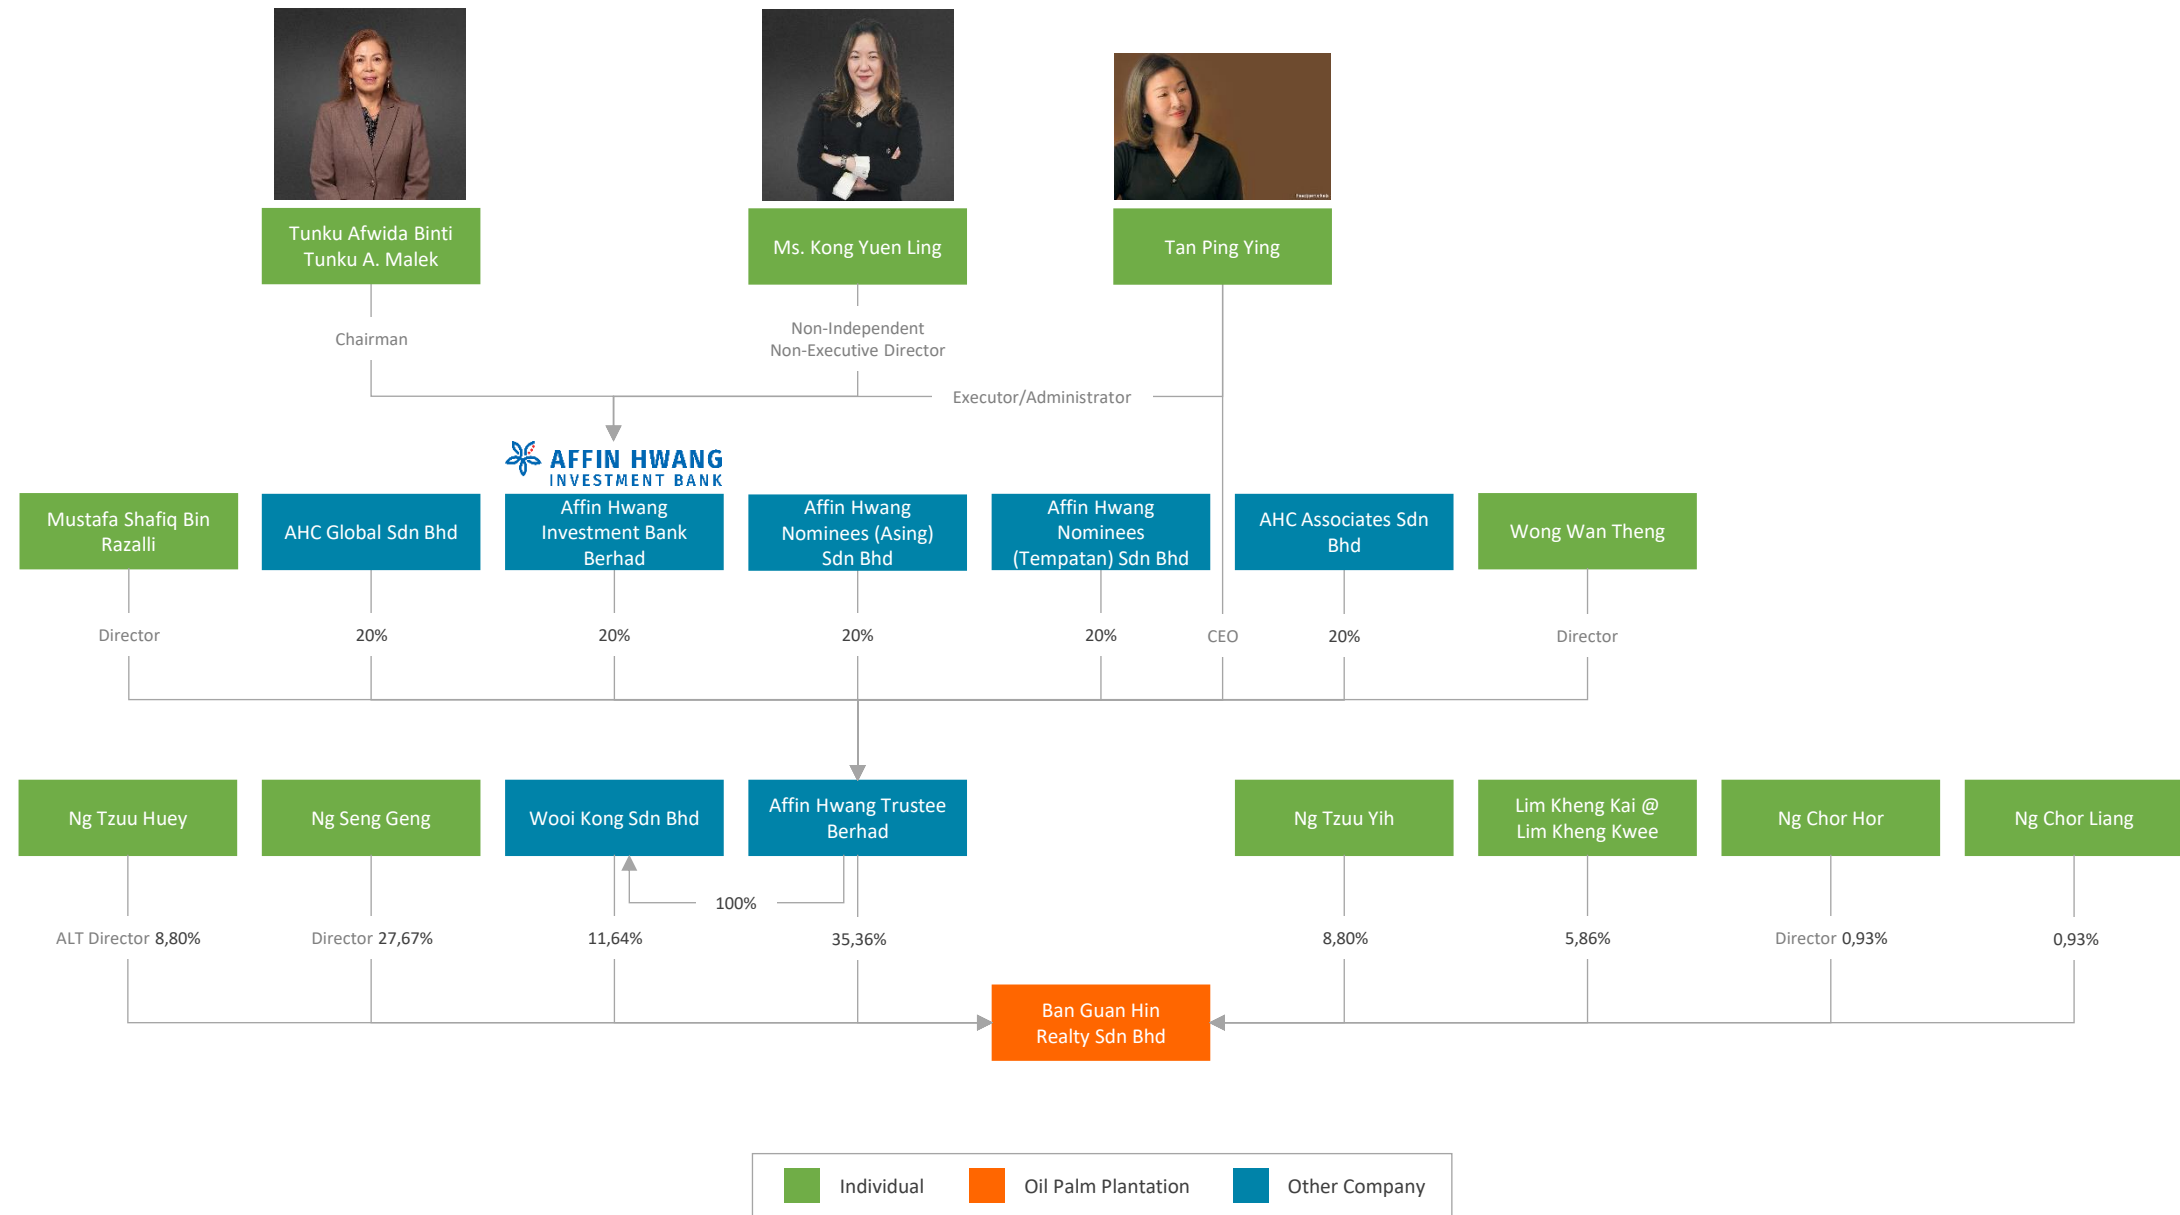 Tunku Afwida Binti
Tunku A. Malek
Ms. Kong Yuen Ling
Tan Ping Ying
Chairman
Non-Independent
Non-Executive Director
Executor/Administrator
AFFIN HWANG
INVESTMENT BANK
Mustafa Shafiq Bin
Razalli
AHC Global Sdn Bhd
Affin Hwang
Investment Bank
Berhad
Affin Hwang
Nominees (Asing)
Sdn Bhd
Affin Hwang
Nominees
(Tempatan) Sdn Bhd
AHC Associates Sdn
Bhd
Wong Wan Theng
Director
20%
20%
20%
20%
CEO
20%
Director
Ng Tzuu Huey
Ng Seng Geng
Wooi Kong Sdn Bhd
Affin Hwang Trustee
Berhad
Ng Tzuu Yih
Lim Kheng Kai @
Lim Kheng Kwee
Ng Chor Hor
Ng Chor Liang
100%
ALT Director 8,80%
Director 27,67%
11,64%
35,36%
8,80%
5,86%
Director 0,93%
0,93%
Ban Guan Hin
Realty Sdn Bhd
Individual
Oil Palm Plantation
Other Company